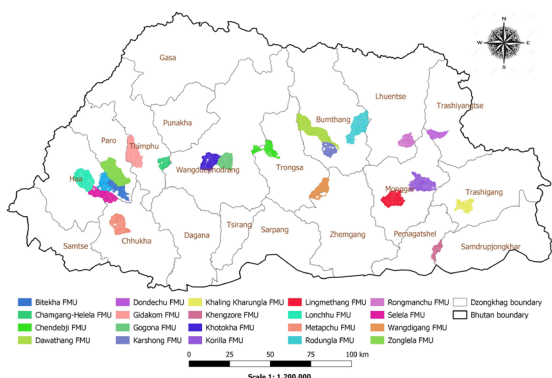 N
W E
S
Gasa
Lhuentse
Trashiyangtse
Bumthang
Punakha
Paro
Thimphu
Wangduephodrang
Trongsa
Haa
Monggar
Trashigang
Tsirang
Sarpang
Pemagatshel
Dagana
Zhemgang
Samtse
Chhukha
Samdrupjongkhar
Bitekha FMU
Dondechu FMU
Khaling Kharungla FMU
Lingmethang FMU
Rongmanchu FMU
Dzongkhag boundary
Chamgang-Helela FMU
Gidakom FMU
Khengzore FMU
Lonchhu FMU
Selela FMU
Bhutan boundary
Chendebji FMU
Gogona FMU
Khotokha FMU
Metapchu FMU
Wangdigang FMU
Dawathang FMU
Karshong FMU
Korilla FMU
Rodungla FMU
Zonglela FMU
0 25 50 75 100 km
Scale 1: 1,200,000